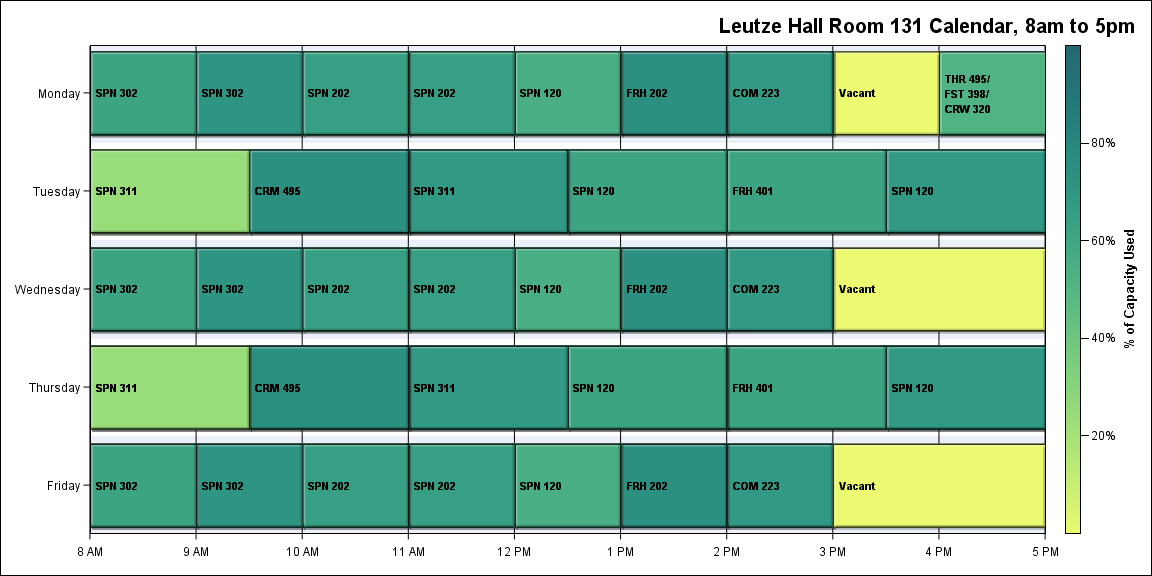 Leutze Hall Room 131 Calendar, 8am to 5pm
Monday
SPN 302
SPN 302
SPN 202
SPN 202
SPN 120
FRH 202
COM 223
Vacant
THR 495/
FST 398/
CRW 320
Tuesday
SPN 311
CRM 495
SPN 311
SPN 120
FRH 401
SPN 120
Wednesday
SPN 302
SPN 302
SPN 202
SPN 202
SPN 120
FRH 202
COM 223
Vacant
Thursday
SPN 311
CRM 495
SPN 311
SPN 120
FRH 401
SPN 120
Friday
SPN 302
SPN 302
SPN 202
SPN 202
SPN 120
FRH 202
COM 223
Vacant
8 AM
9 AM
10 AM
11 AM
12 PM
1 PM
2 PM
3 PM
4 PM
5 PM
80%
60%
40%
20%
% of Capacity Used